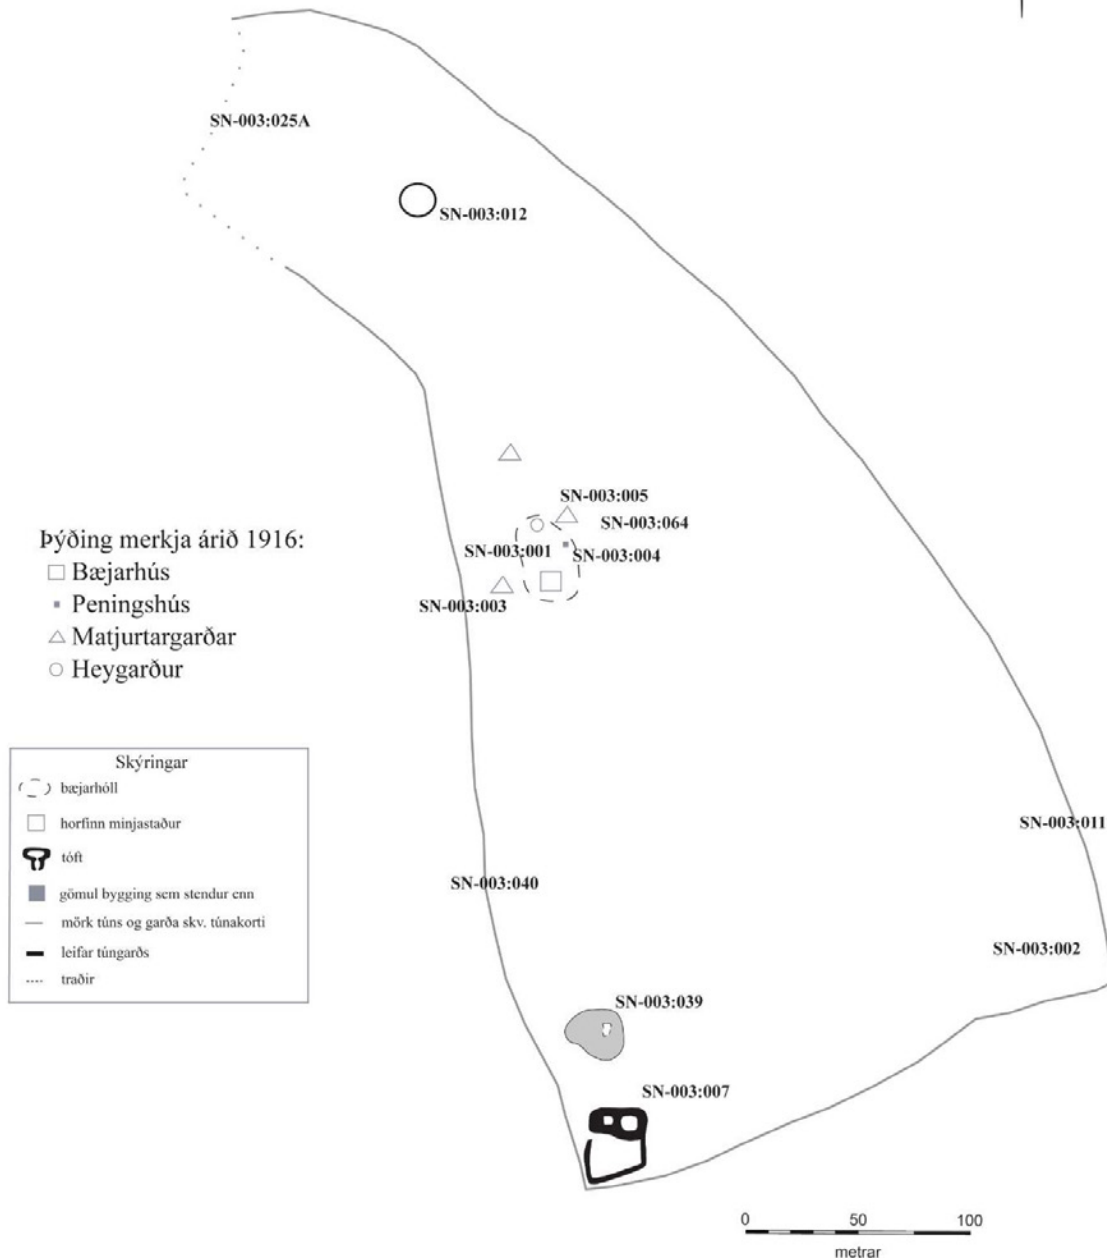 SN-003:025A
SN-003:012
SN-003:005
SN-003:064
SN-003:001
SN-003:004
SN-003:003
Þýðing merkja árið 1916:
Bæjarhús
Peningshús
Matjurtargarðar
Heygarður
Skýringar
bæjarhóll
horfinn minjastaður
tóft
gömul bygging sem stendur enn
mörk túns og garða skv. túnakorti
leifar túngarðs
traðir
SN-003:011
SN-003:040
SN-003:002
SN-003:039
SN-003:007
0 50 100
metrar